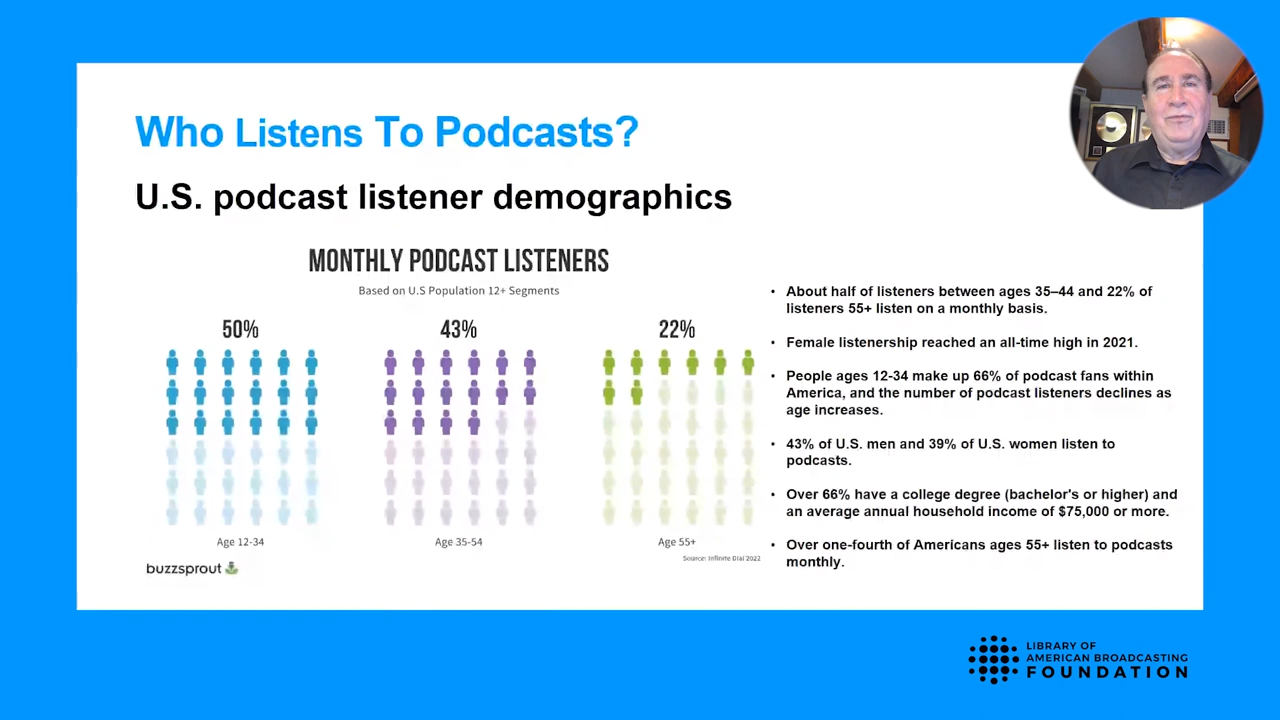 Who Listens To Podcasts?
U.S. podcast listener demographics
MONTHLY PODCAST LISTENERS
Based on U.S Population 12+ Segments
50%
43%
22%
Age 12-34
Age 35-54
Age 55+
Source: Infinite Dial 2022
buzzsprout
• About half of listeners between ages 35–44 and 22% of
listeners 55+ listen on a monthly basis.
• Female listenership reached an all-time high in 2021.
• People ages 12-34 make up 66% of podcast fans within
America, and the number of podcast listeners declines as
age increases.
• 43% of U.S. men and 39% of U.S. women listen to
podcasts.
• Over 66% have a college degree (bachelor's or higher) and
an average annual household income of $75,000 or more.
• Over one-fourth of Americans ages 55+ listen to podcasts
monthly.
LIBRARY OF
AMERICAN BROADCASTING
FOUNDATION